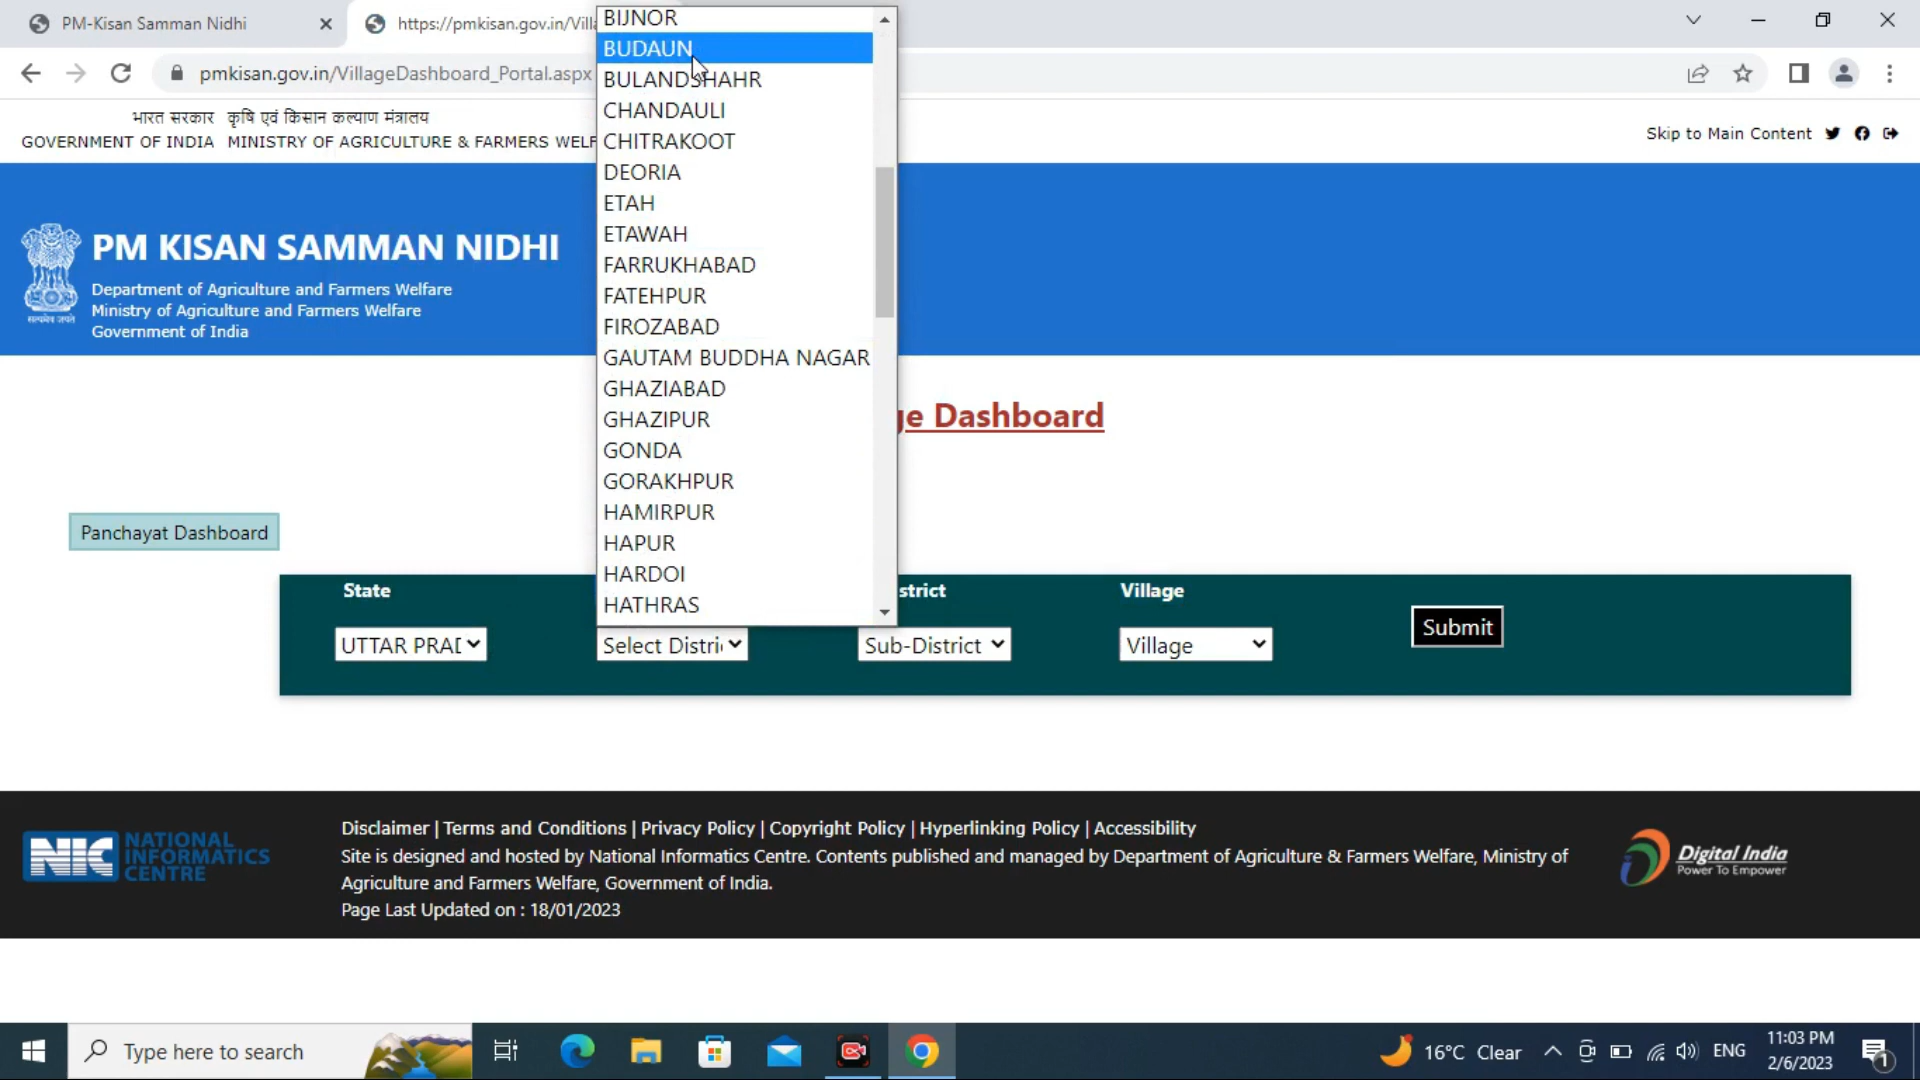 PM-Kisan Samman Nidhi
https://pmkisan.gov.in/Villa
pmkisan.gov.in/VillageDashboard_Portal.aspx
भारत सरकार कृषि एवं किसान कल्याण मंत्रालय
GOVERNMENT OF INDIA MINISTRY OF AGRICULTURE & FARMERS WELF
Skip to Main Content
सत्यमेव जयते
PM KISAN SAMMAN NIDHI
Department of Agriculture and Farmers Welfare
Ministry of Agriculture and Farmers Welfare
Government of India
BIJNOR
BUDAUN
BULANDSHAHR
CHANDAULI
CHITRAKOOT
DEORIA
ETAH
ETAWAH
FARRUKHABAD
FATEHPUR
FIROZABAD
GAUTAM BUDDHA NAGAR
GHAZIABAD
GHAZIPUR
GONDA
GORAKHPUR
HAMIRPUR
HAPUR
HARDOI
HATHRAS
ge Dashboard
Panchayat Dashboard
State
strict
Village
UTTAR PRAD
Select Distri
Sub-District
Village
Submit
NIC NATIONAL INFORMATICS CENTRE
Disclaimer | Terms and Conditions | Privacy Policy | Copyright Policy | Hyperlinking Policy | Accessibility
Site is designed and hosted by National Informatics Centre. Contents published and managed by Department of Agriculture & Farmers Welfare, Ministry of
Agriculture and Farmers Welfare, Government of India.
Page Last Updated on : 18/01/2023
Digital India
Power To Empower
Type here to search
16°C Clear
ENG
11:03 PM
2/6/2023
1